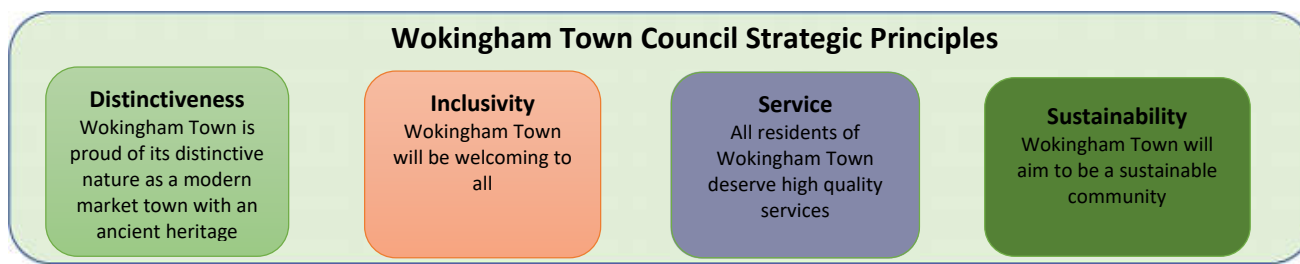 Wokingham Town Council Strategic Principles
Distinctiveness
Wokingham Town is
proud of its distinctive
nature as a modern
market town with an
ancient heritage
Inclusivity
Wokingham Town
will be welcoming to
all
Service
All residents of
Wokingham Town
deserve high quality
services
Sustainability
Wokingham Town will
aim to be a sustainable
community